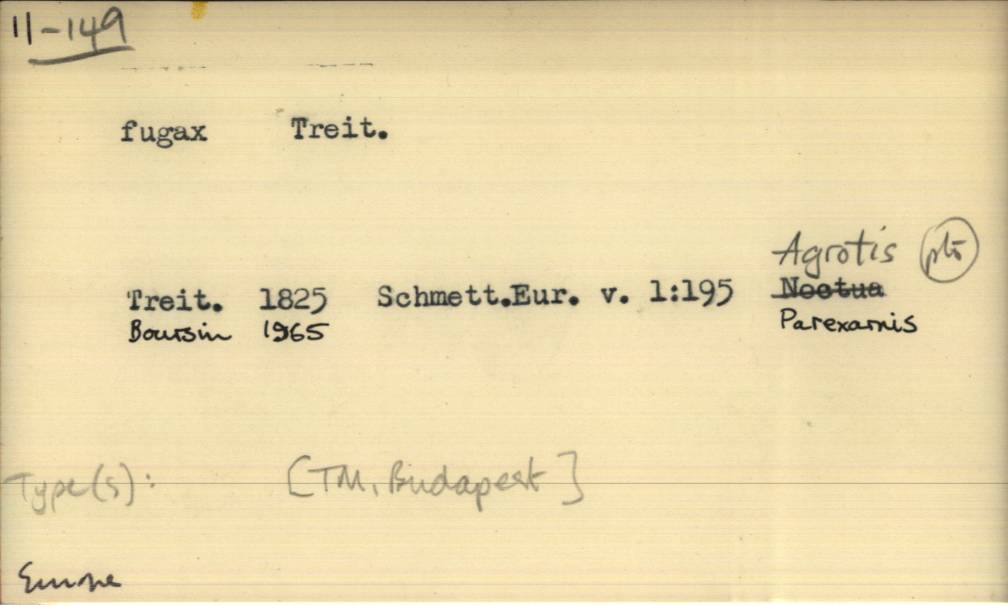 11-149
fugax Treit.
Agrotis pts
Treit. 1825 Schmett.Eur. v. 1:195 Noctua
Boursin 1965 Parexarnis
Type(s): [TM, Budapest]
Europe